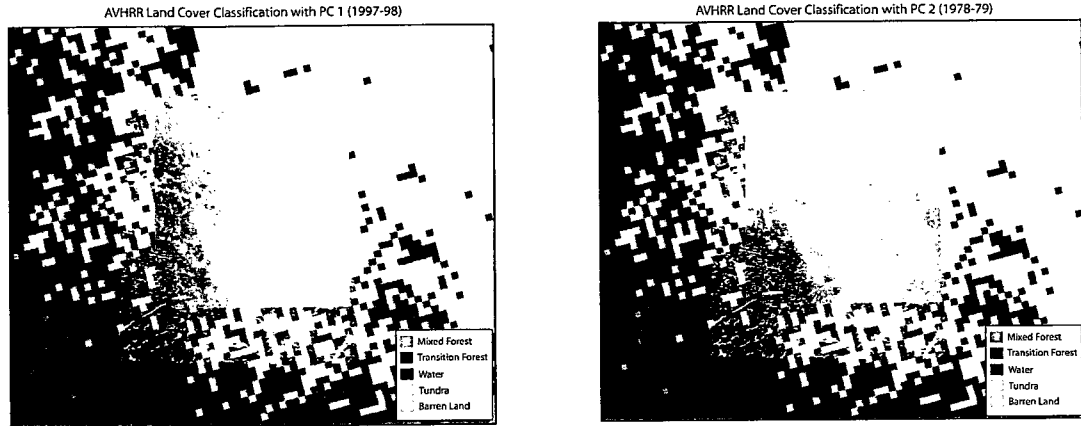 AVHRR Land Cover Classification with PC 1 (1997-98)
Mixed Forest
Transition Forest
Water
Tundra
Barren Land
AVHRR Land Cover Classification with PC 2 (1978-79)
Mixed Forest
Transition Forest
Water
Tundra
Barren Land